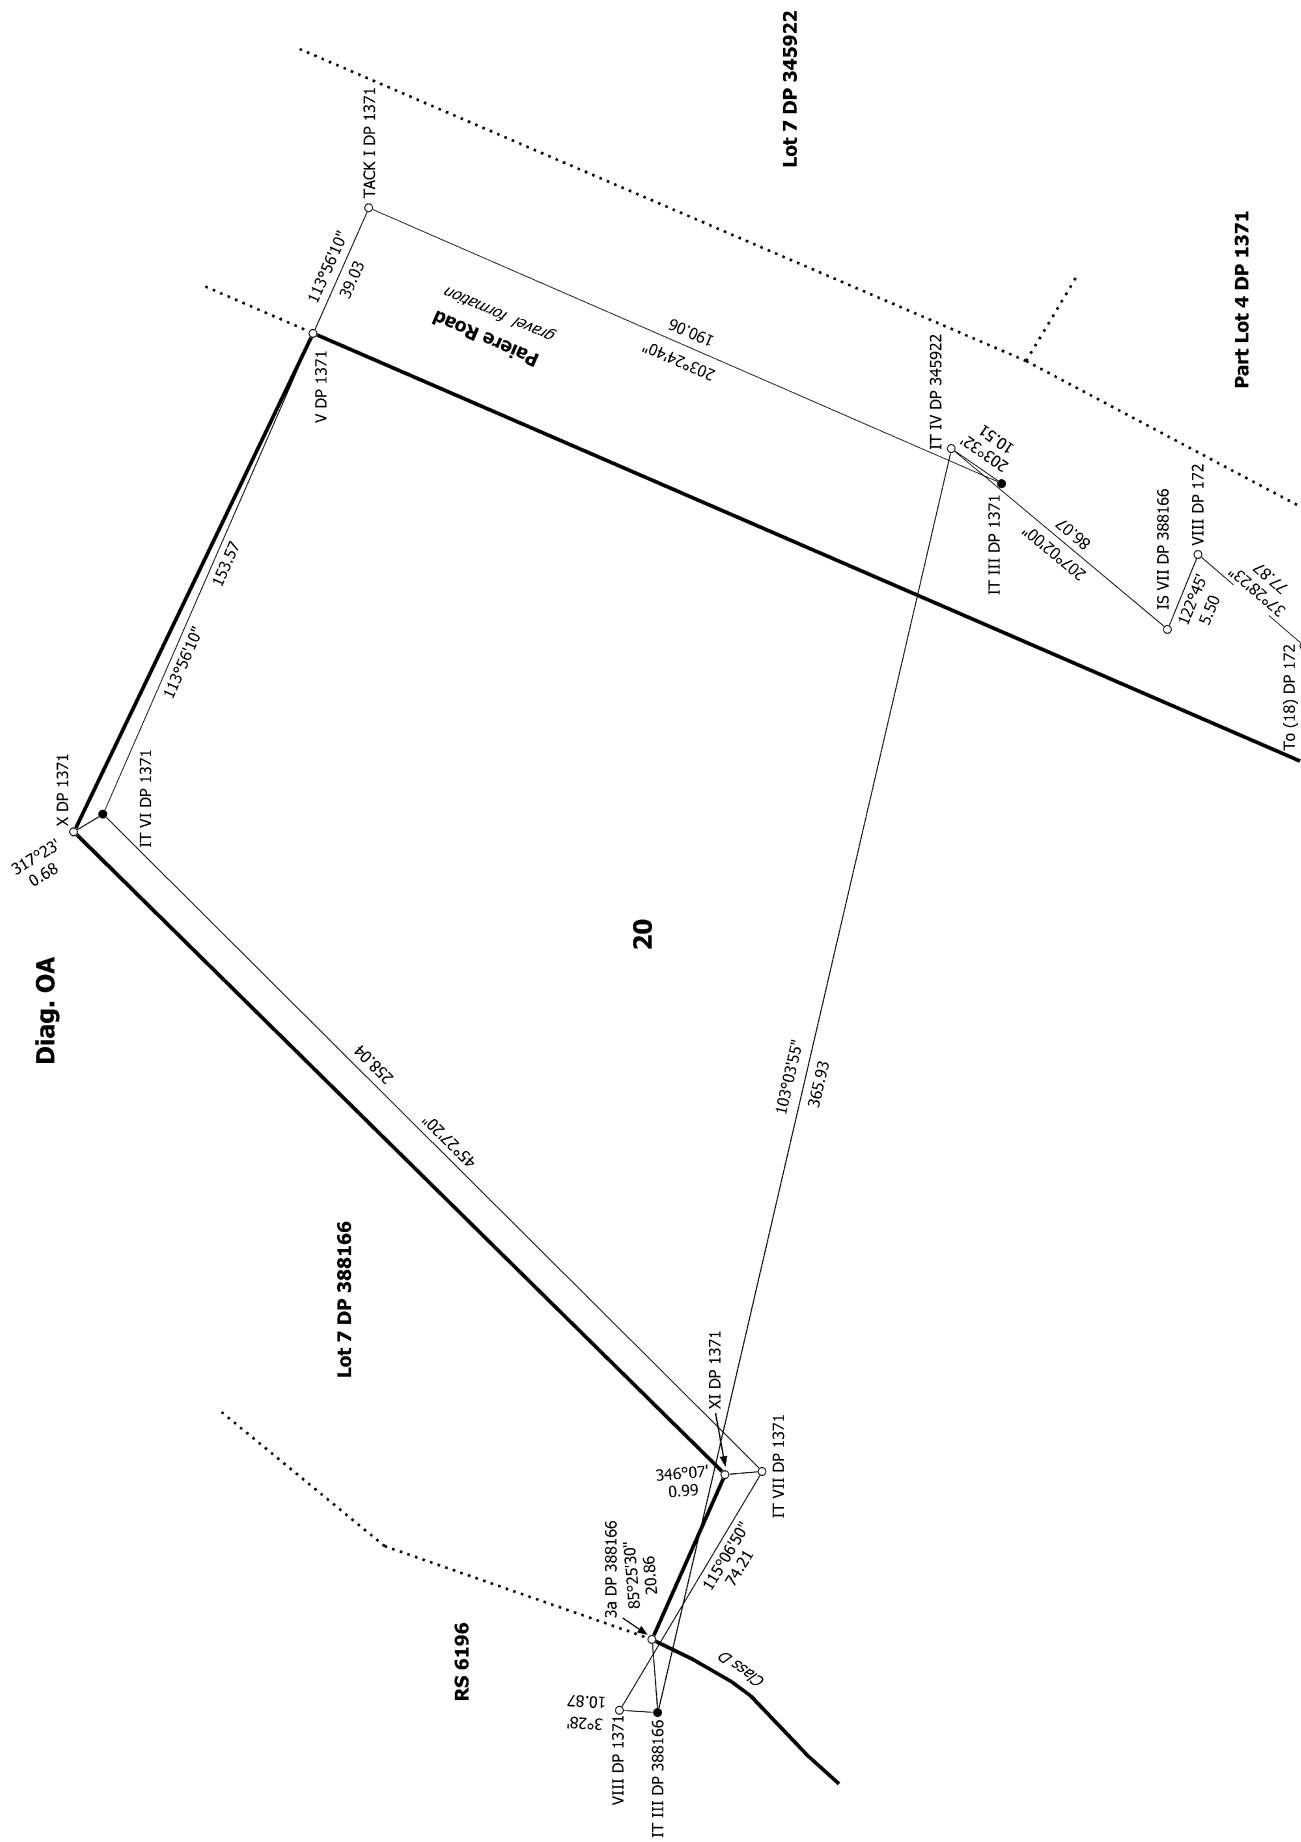 Diag. OA
Lot 7 DP 345922
Part Lot 4 DP 1371
TACK I DP 1371
113°56'10"
39.03
V DP 1371
Paiere Road
gravel formation
190.06
203°24'40"
IT IV DP 345922
203°32'
10.51
IT III DP 1371
86.07
207°02'00"
IS VII DP 388166
VIII DP 172
122°45'
5.50
37°28'23"
77.87
To (18) DP 172
153.57
113°56'10"
X DP 1371
IT VI DP 1371
317°23'
0.68
20
258.04
45°27'20"
103°03'55"
365.93
Lot 7 DP 388166
XI DP 1371
346°07'
0.99
IT VII DP 1371
115°06'50"
74.21
3a DP 388166
85°25'30"
20.86
RS 6196
Class D
10.87
3°28'
VIII DP 1371
IT III DP 388166